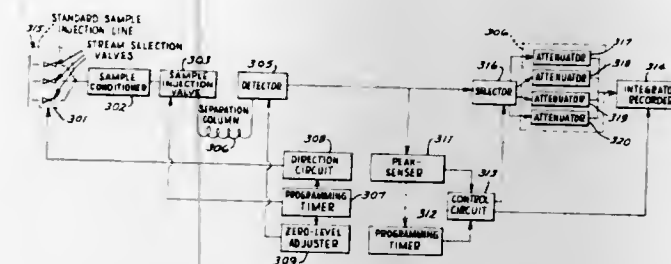 STANDARD SAMPLE
INJECTION LINE
315
STREAM SELECTION
VALVES
301
SAMPLE
CONDITIONER
302
303
SAMPLE
INJECTION
VALVE
SEPARATION
COLUMN
306
305
DETECTOR
308
DIRECTION
CIRCUIT
PROGRAMMING
TIMER
307
ZERO-LEVEL
ADJUSTER
309
311
PEAK-
SENSER
312
PROGRAMMING
TIMER
313
CONTROL
CIRCUIT
316
SELECTOR
306
ATTENUATOR
317
ATTENUATOR
318
ATTENUATOR
319
ATTENUATOR
320
314
INTEGRATOR
RECORDER